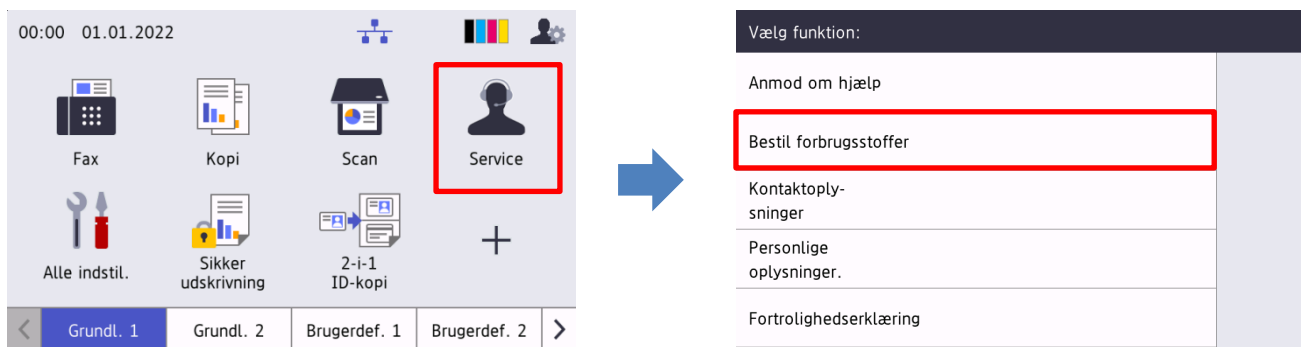 00:00 01.01.2022
Fax
Kopi
Scan
Service
Alle indstil.
Sikker
udskrivning
2-i-1
ID-kopi
Grundl. 1
Grundl. 2
Brugerdef. 1
Brugerdef. 2
Vælg funktion:
Anmod om hjælp
Bestil forbrugsstoffer
Kontaktoply-
sninger
Personlige
oplysninger.
Fortrolighedserklæring